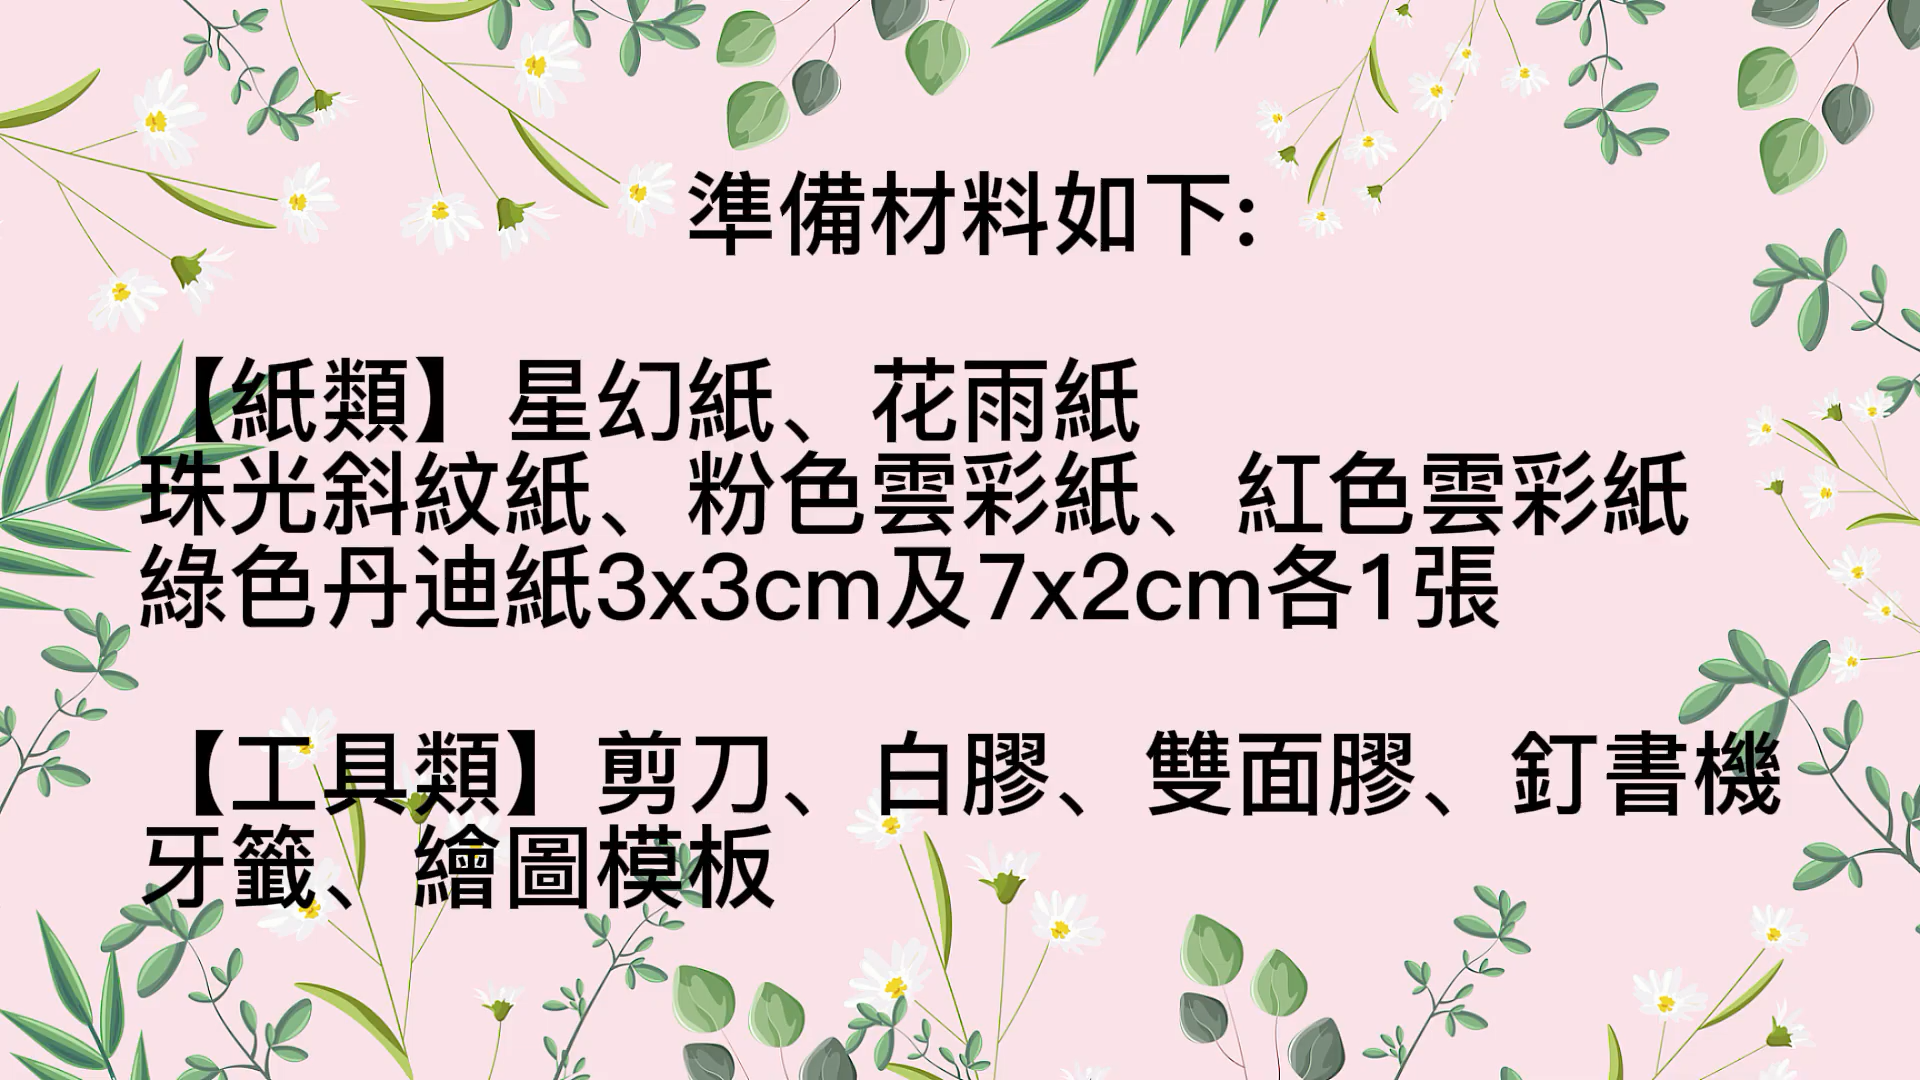 準備材料如下:
【紙類】星幻紙、花雨紙
珠光斜紋紙、粉色雲彩紙、紅色雲彩紙
綠色丹迪紙3x3cm及7x2cm各1張
【工具類】剪刀、白膠、雙面膠、釘書機
牙籤、繪圖模板